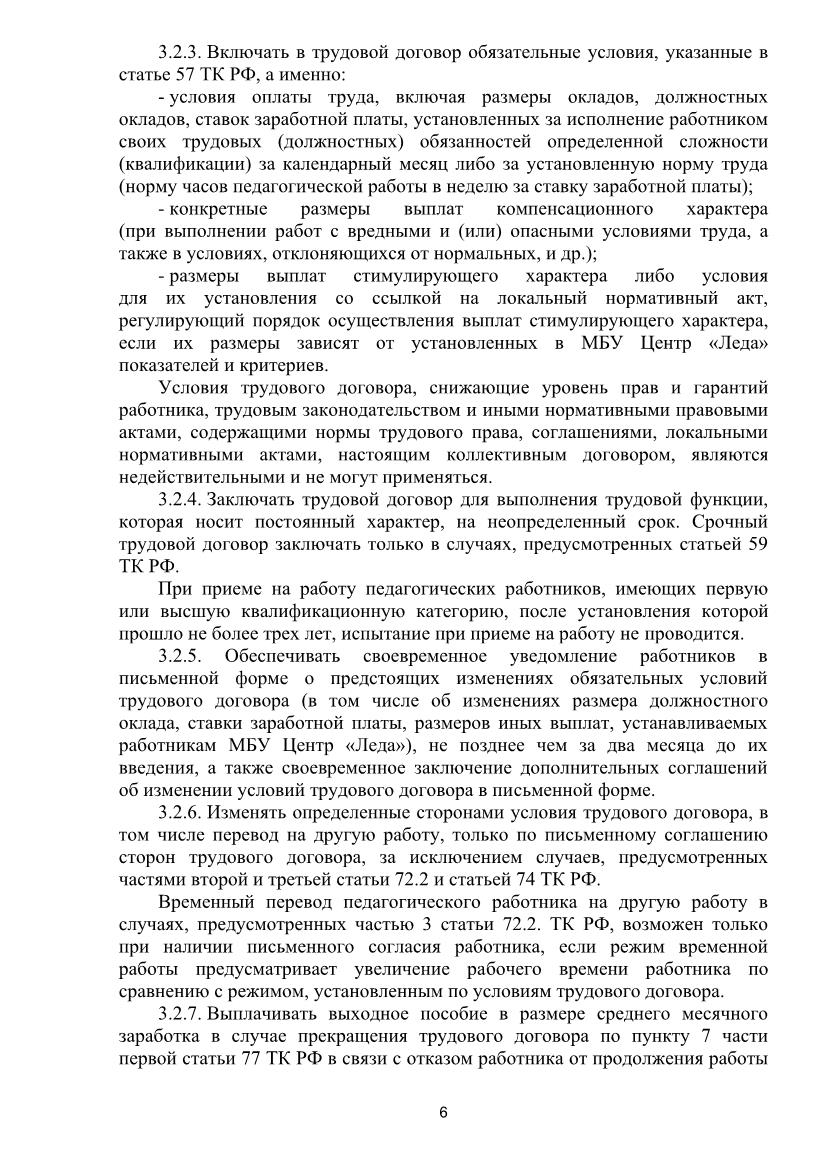 3.2.3. Включать в трудовой договор обязательные условия, указанные в
статье 57 ТК РФ, а именно:
- условия оплаты труда, включая размеры окладов, должностных
окладов, ставок заработной платы, установленных за исполнение работником
своих трудовых (должностных) обязанностей определенной сложности
(квалификации) за календарный месяц либо за установленную норму труда
(норму часов педагогической работы в неделю за ставку заработной платы);
- конкретные размеры выплат компенсационного характера
(при выполнении работ с вредными и (или) опасными условиями труда, а
также в условиях, отклоняющихся от нормальных, и др.);
- размеры выплат стимулирующего характера либо условия
для их установления со ссылкой на локальный нормативный акт,
регулирующий порядок осуществления выплат стимулирующего характера,
если их размеры зависят от установленных в МБУ Центр «Леда»
показателей и критериев.
Условия трудового договора, снижающие уровень прав и гарантий
работника, трудовым законодательством и иными нормативными правовыми
актами, содержащими нормы трудового права, соглашениями, локальными
нормативными актами, настоящим коллективным договором, являются
недействительными и не могут применяться.
3.2.4. Заключать трудовой договор для выполнения трудовой функции,
которая носит постоянный характер, на неопределенный срок. Срочный
трудовой договор заключать только в случаях, предусмотренных статьей 59
ТК РФ.
При приеме на работу педагогических работников, имеющих первую
или высшую квалификационную категорию, после установления которой
прошло не более трех лет, испытание при приеме на работу не проводится.
3.2.5. Обеспечивать своевременное уведомление работников в
письменной форме о предстоящих изменениях обязательных условий
трудового договора (в том числе об изменениях размера должностного
оклада, ставки заработной платы, размеров иных выплат, устанавливаемых
работникам МБУ Центр «Леда»), не позднее чем за два месяца до их
введения, а также своевременное заключение дополнительных соглашений
об изменении условий трудового договора в письменной форме.
3.2.6. Изменять определенные сторонами условия трудового договора, в
том числе перевод на другую работу, только по письменному соглашению
сторон трудового договора, за исключением случаев, предусмотренных
частями второй и третьей статьи 72.2 и статьей 74 ТК РФ.
Временный перевод педагогического работника на другую работу в
случаях, предусмотренных частью 3 статьи 72.2. ТК РФ, возможен только
при наличии письменного согласия работника, если режим временной
работы предусматривает увеличение рабочего времени работника по
сравнению с режимом, установленным по условиям трудового договора.
3.2.7. Выплачивать выходное пособие в размере среднего месячного
заработка в случае прекращения трудового договора по пункту 7 части
первой статьи 77 ТК РФ в связи с отказом работника от продолжения работы
6